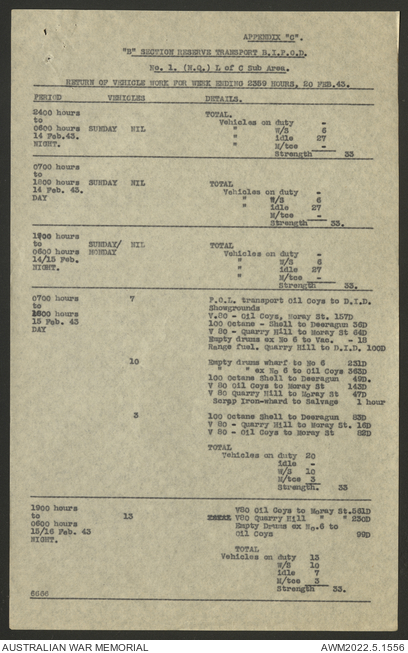 APPENDIX "C".
"B" SECTION RESERVE TRANSPORT B.I.P.O.D.
No. 1. (N.Q.) L of C Sub Area.
RETURN OF VEHICLE WORK FOR WEEK ENDING 2359 HOURS, 20 FEB.43.
PERIOD VEHICLES DETAILS.
2400 hours TOTAL.
to Vehicles on duty -
0600 hours SUNDAY NIL " W/S 6
14 Feb.43. " idle 27
NIGHT. " M/tce -
Strength 33
0700 hours
to
1800 hours SUNDAY NIL TOTAL
14 Feb. 43. Vehicles on duty -
DAY " W/S 6
" idle 27
M/tce -
Strength 33.
1900 hours
to SUNDAY/ NIL TOTAL
0600 hours MONDAY Vehicles on duty -
14/15 Feb. " W/S 6
NIGHT. " idle 27
" M/tce -
Strength 33.
0700 hours 7 P.O.L. transport Oil Coys to D.I.D.
to Showgrounds
1800 hours V.80 - Oil Coys, Moray St. 157D
15 Feb. 43 100 Octane - Shell to Deeragun 36D
DAY V 80 - Quarry Hill to Moray St 64D
Empty drums ex No 6 to Vac. - 18
Range fuel. Quarry Hill to D.I.D. 100D
10 Empty drums wharf to No 6 231D
" " ex No 6 to Oil Coys 363D
100 Octane Shell to Deeragun 49D.
V 80 Oil Coys to Moray St 143D
V 80 Quarry Hill to Moray St 47D
Scrap Iron-whard to Salvage 1 hour
3 100 Octane Shell to Deeragun 83D
V 80 - Quarry Hill to Moray St. 16D
V 80 - Oil Coys to Moray St 82D
TOTAL
Vehicles on duty 20
idle -
W/S 10
M/tce 3
Strength. 33
1900 hours V80 Oil Coys to Moray St.561D
to 13 V80 Quarry Hill " " 230D
0600 hours Empty Drums ex No.6 to
15/16 Feb. 43 Oil Coys 99D
NIGHT.
TOTAL
Vehicles on duty 13
W/S 10
idle 7
M/tce 3
Strength 33.
6666
AUSTRALIAN WAR MEMORIAL AWM2022.5.1556